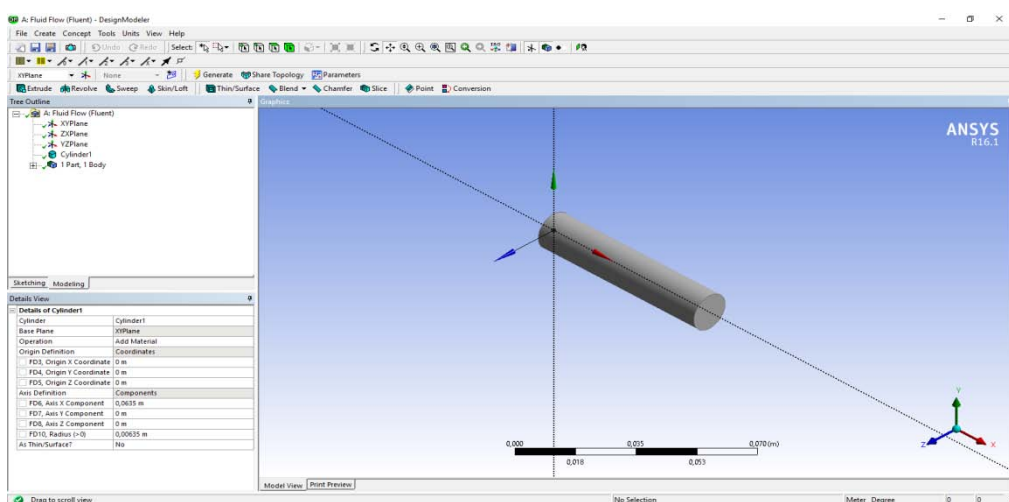 A: Fluid Flow (Fluent) - DesignModeler
File Create Concept Tools Units View Help
Undo Redo Select:
XYPlane None Generate Share Topology Parameters
Extrude Revolve Sweep Skin/Loft Thin/Surface Blend Chamfer Slice Point Conversion
Tree Outline
A: Fluid Flow (Fluent)
XYPlane
ZXPlane
YZPlane
Cylinder1
1 Part, 1 Body
Sketching Modeling
Details View
Details of Cylinder1
Cylinder Cylinder1
Base Plane XYPlane
Operation Add Material
Origin Definition Coordinates
FD3, Origin X Coordinate 0 m
FD4, Origin Y Coordinate 0 m
FD5, Origin Z Coordinate 0 m
Axis Definition Components
FD6, Axis X Component 0,0635 m
FD7, Axis Y Component 0 m
FD8, Axis Z Component 0 m
FD10, Radius (>0) 0,00635 m
As Thin/Surface? No
Graphics
ANSYS
R16.1
0,000 0,035 0,070 (m)
0,018 0,053
Y
Z X
Model View Print Preview
Drag to scroll view No Selection Meter Degree 0 0